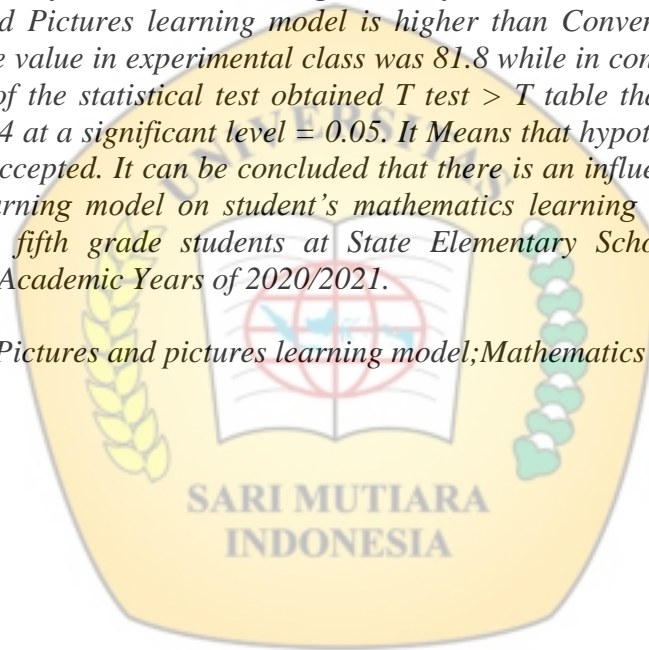 d Pictures learning model is higher than Conver
e value in experimental class was 81.8 while in con
of the statistical test obtained T test > T table tha
4 at a significant level = 0.05. It Means that hypot
ccepted. It can be concluded that there is an influe
arning model on student's mathematics learning
fifth grade students at State Elementary Scho
Academic Years of 2020/2021.
Pictures and pictures learning model;Mathematics
UNIVERSITAS
SARI MUTIARA
INDONESIA